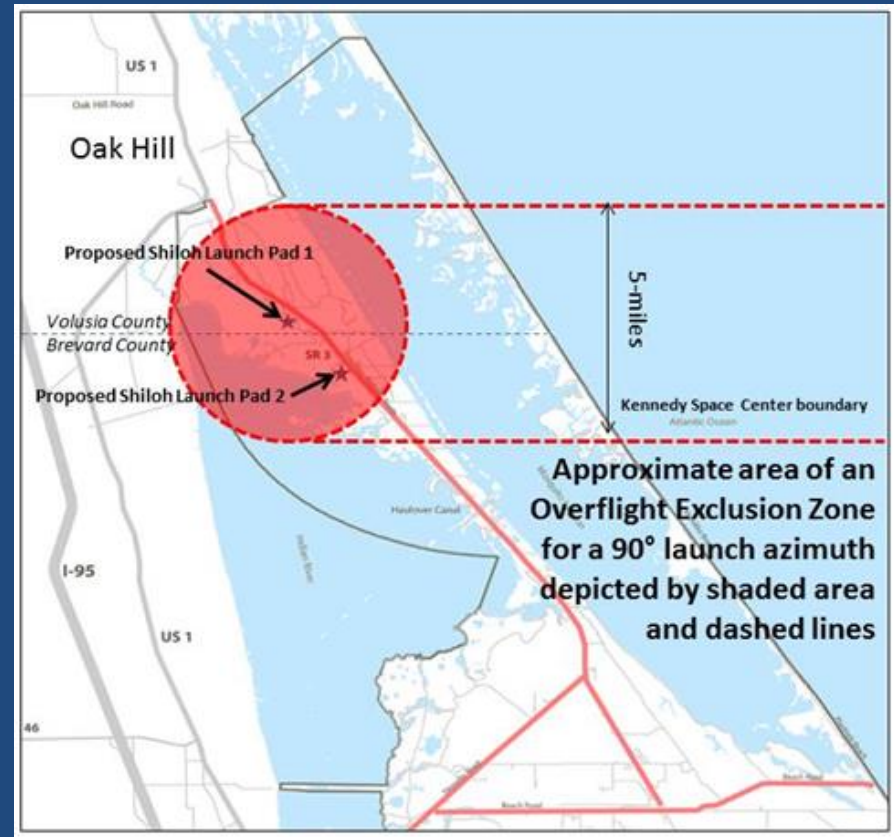 US 1
Oak Hill Road
Oak Hill
Proposed Shiloh Launch Pad 1
5-miles
Volusia County
Brevard County
SR 3
Proposed Shiloh Launch Pad 2
Kennedy Space Center boundary
Atlantic Ocean
Approximate area of an
Overflight Exclusion Zone
for a 90° launch azimuth
depicted by shaded area
and dashed lines
Haulover Canal
Indian River
I-95
US 1
46
Beach Road
Beach Road